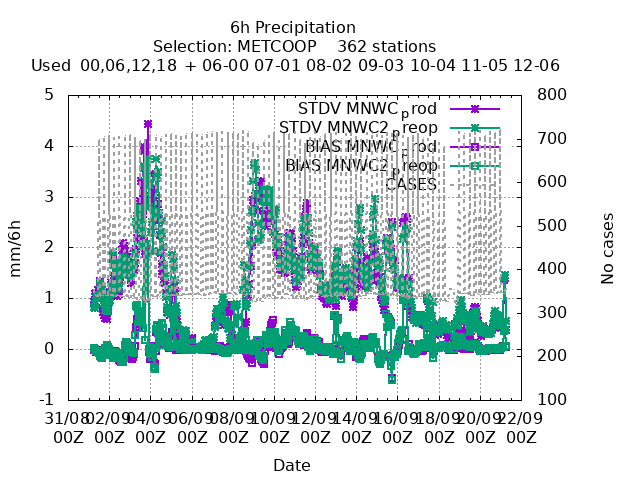 6h Precipitation
Selection: METCOOP    362 stations
Used  00,06,12,18  + 06-00 07-01 08-02 09-03 10-04 11-05 12-06
STDV MNWC_prod
STDV MNWC2_preop
BIAS MNWC_prod
BIAS MNWC2_preop
CASES
5
4
3
2
1
0
-1
mm/6h
800
700
600
500
400
300
200
100
No cases
31/08 02/09 04/09 06/09 08/09 10/09 12/09 14/09 16/09 18/09 20/09 22/09
00Z 00Z 00Z 00Z 00Z 00Z 00Z 00Z 00Z 00Z 00Z 00Z
Date